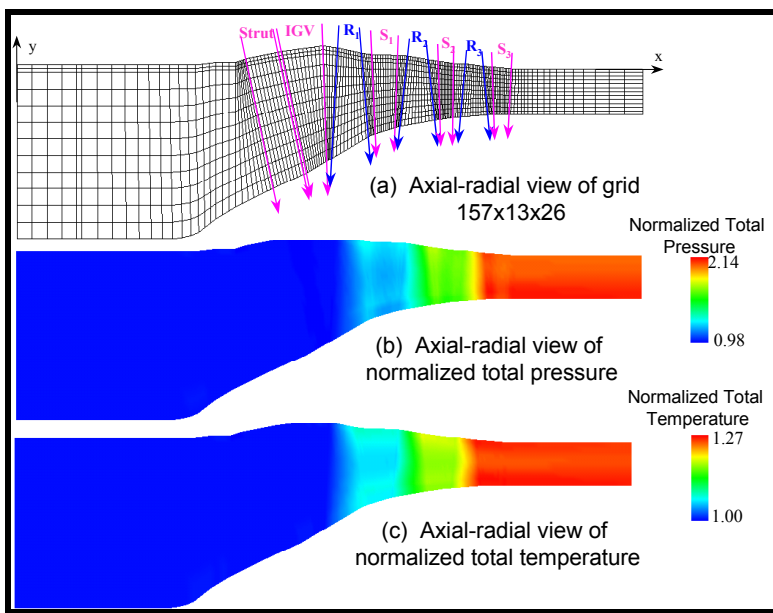 y
Strut IGV R1 S1 R2 S2 R3 S3
x
(a) Axial-radial view of grid
157x13x26
Normalized Total
Pressure
2.14
0.98
(b) Axial-radial view of
normalized total pressure
Normalized Total
Temperature
1.27
1.00
(c) Axial-radial view of
normalized total temperature